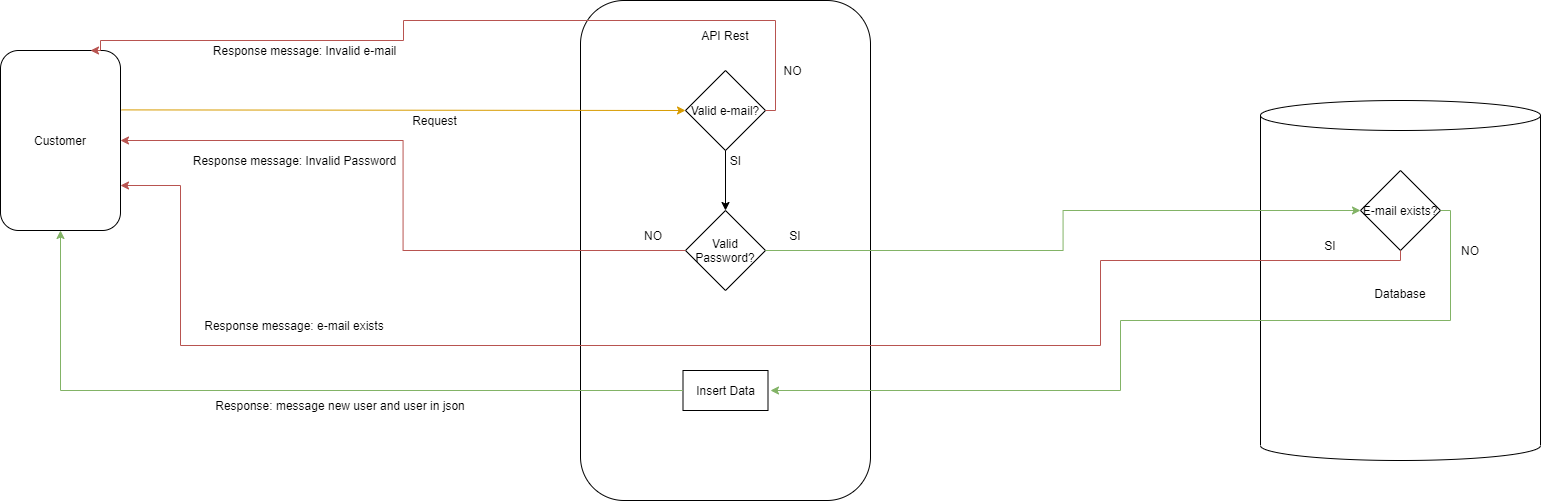 API Rest
Response message: Invalid e-mail
NO
Valid e-mail?
Request
Customer
Response message: Invalid Password
SI
E-mail exists?
NO
SI
Valid
Password?
SI
NO
Database
Response message: e-mail exists
Insert Data
Response: message new user and user in json